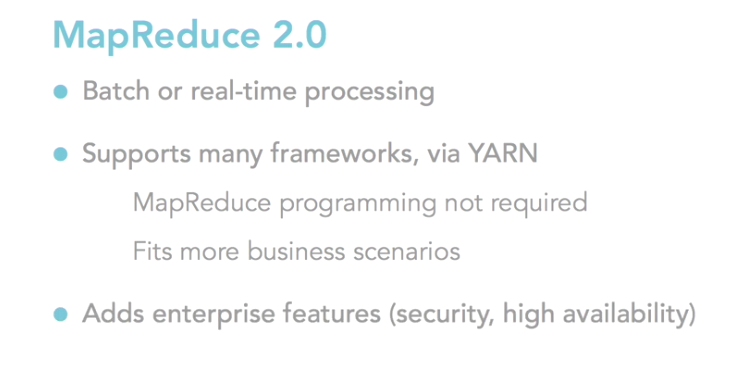 MapReduce 2.0
• Batch or real-time processing
• Supports many frameworks, via YARN
MapReduce programming not required
Fits more business scenarios
• Adds enterprise features (security, high availability)